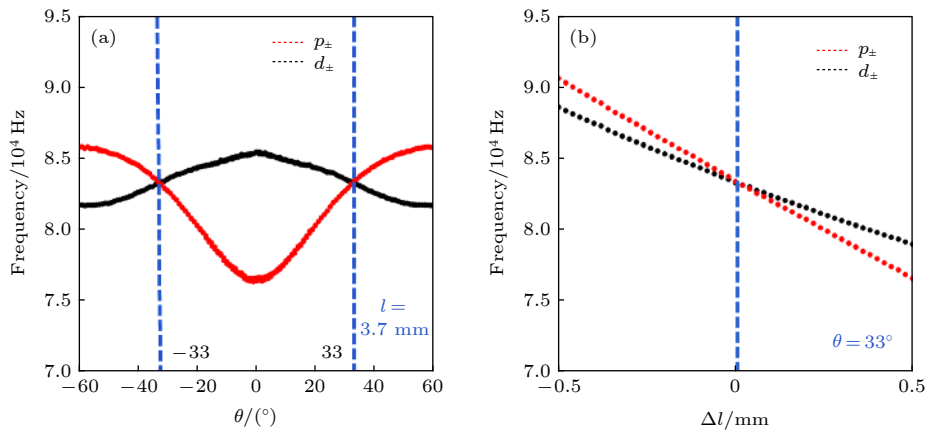 (a)
p±
d±
9.5
9.0
8.5
8.0
7.5
7.0
Frequency/10⁴ Hz
l =
3.7 mm
−33
33
−60
−40
−20
0
20
40
60
θ/(°)
(b)
p±
d±
9.5
9.0
8.5
8.0
7.5
7.0
Frequency/10⁴ Hz
θ = 33°
−0.5
0
0.5
Δl/mm